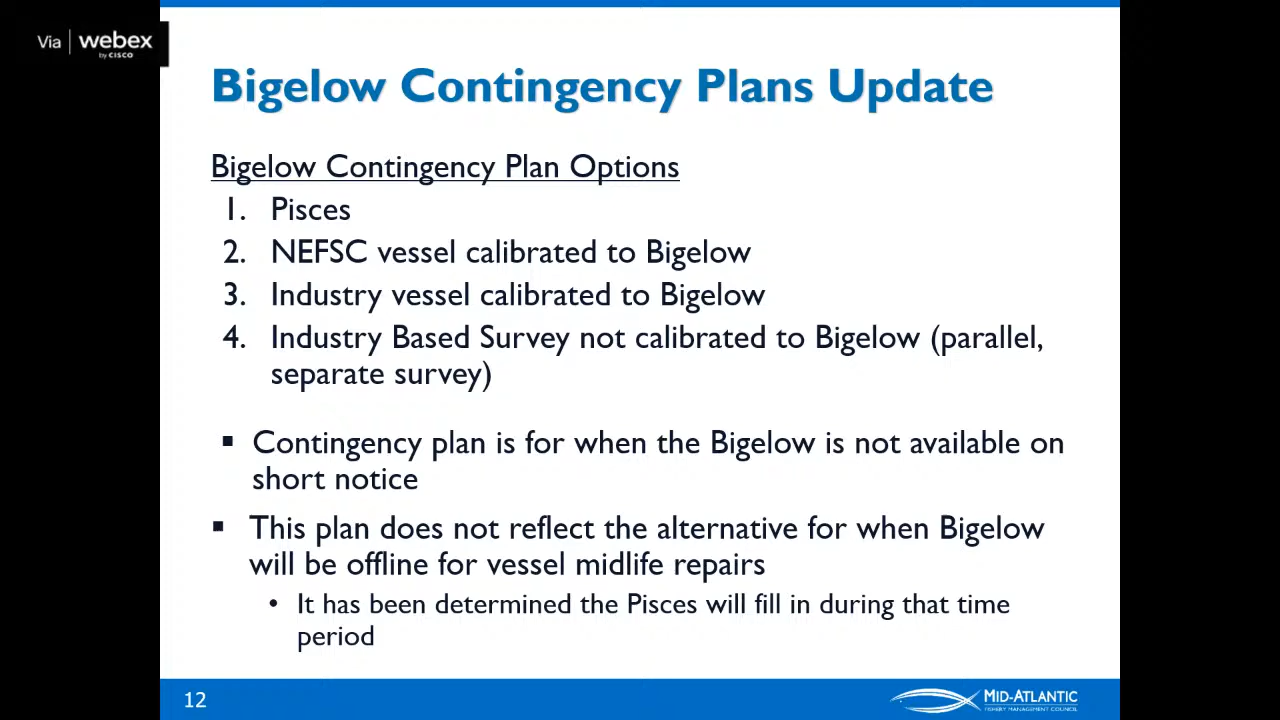 Via webex
by CISCO
Bigelow Contingency Plans Update
Bigelow Contingency Plan Options
1. Pisces
2. NEFSC vessel calibrated to Bigelow
3. Industry vessel calibrated to Bigelow
4. Industry Based Survey not calibrated to Bigelow (parallel,
separate survey)
▪ Contingency plan is for when the Bigelow is not available on
short notice
▪ This plan does not reflect the alternative for when Bigelow
will be offline for vessel midlife repairs
• It has been determined the Pisces will fill in during that time
period
12
MID-ATLANTIC
FISHERY MANAGEMENT COUNCIL